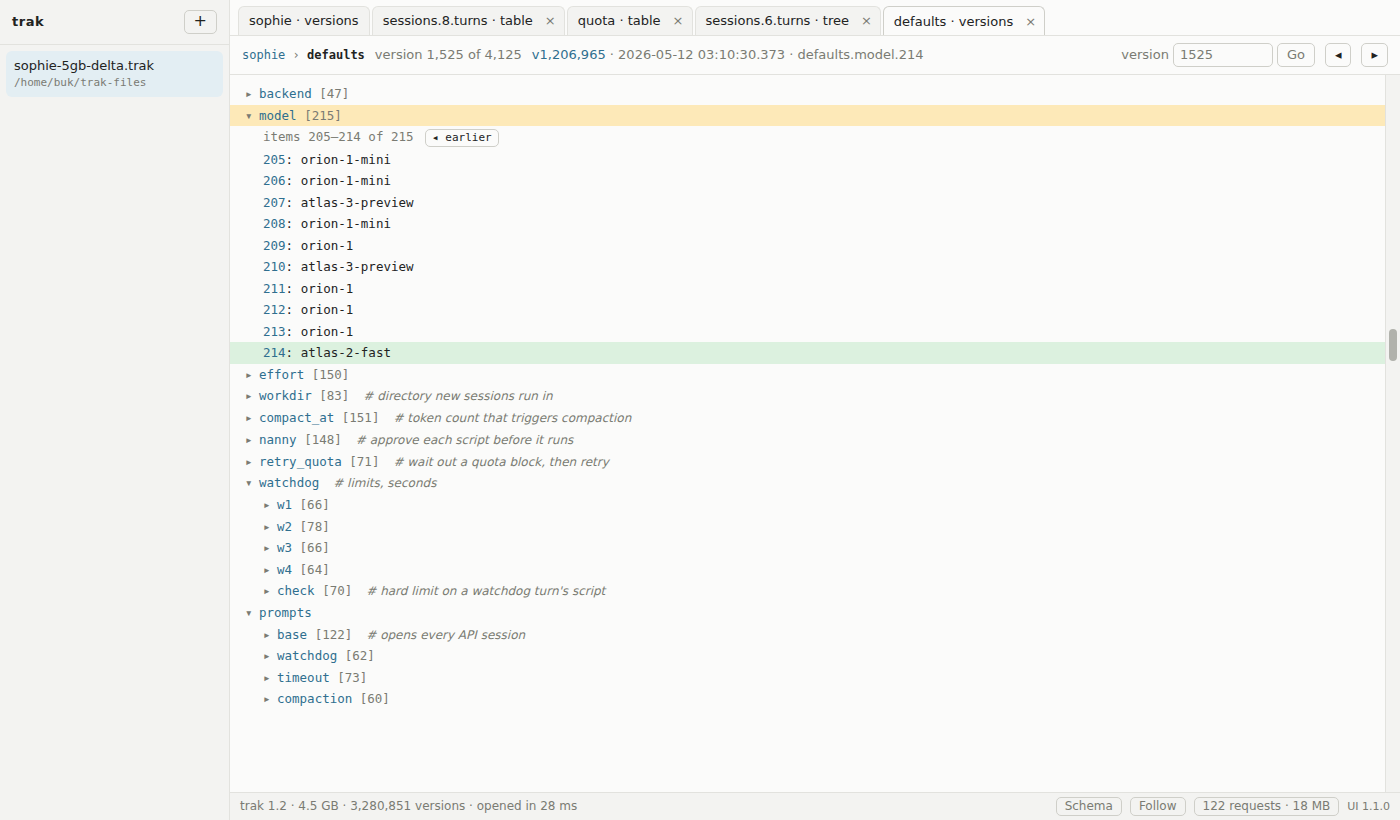 trak +
sophie-5gb-delta.trak
/home/buk/trak-files
sophie · versions
sessions.8.turns · table ×
quota · table ×
sessions.6.turns · tree ×
defaults · versions ×
sophie › defaults version 1,525 of 4,125 v1,206,965 · 2026-05-12 03:10:30.373 · defaults.model.214 version 1525 Go ◂ ▸
▸ backend [47]
▾ model [215]
items 205–214 of 215 ◂ earlier
205: orion-1-mini
206: orion-1-mini
207: atlas-3-preview
208: orion-1-mini
209: orion-1
210: atlas-3-preview
211: orion-1
212: orion-1
213: orion-1
214: atlas-2-fast
▸ effort [150]
▸ workdir [83] # directory new sessions run in
▸ compact_at [151] # token count that triggers compaction
▸ nanny [148] # approve each script before it runs
▸ retry_quota [71] # wait out a quota block, then retry
▾ watchdog # limits, seconds
▸ w1 [66]
▸ w2 [78]
▸ w3 [66]
▸ w4 [64]
▸ check [70] # hard limit on a watchdog turn's script
▾ prompts
▸ base [122] # opens every API session
▸ watchdog [62]
▸ timeout [73]
▸ compaction [60]
trak 1.2 · 4.5 GB · 3,280,851 versions · opened in 28 ms Schema Follow 122 requests · 18 MB UI 1.1.0